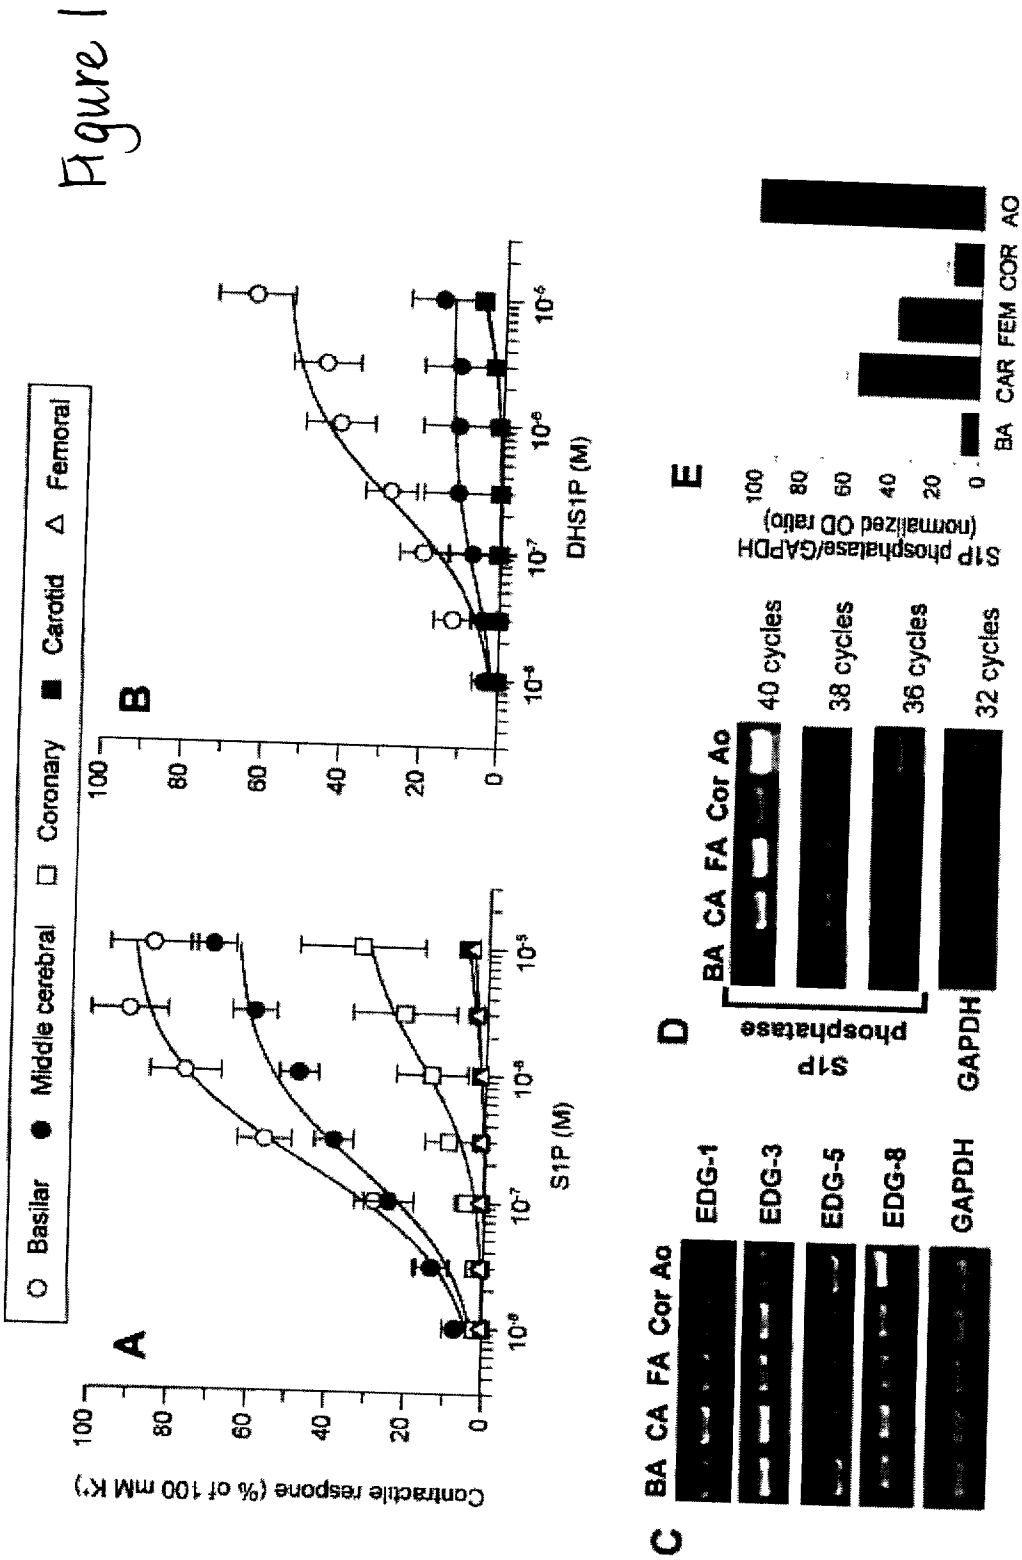 Figure 1
Basilar Middle cerebral Coronary Carotid Femoral
A
Contractile respone (% of 100 mM K⁺)
100
80
60
40
20
0
10⁻⁸ 10⁻⁷ 10⁻⁶ 10⁻⁵
S1P (M)
B
100
80
60
40
20
0
10⁻⁸ 10⁻⁷ 10⁻⁶ 10⁻⁵
DHS1P (M)
C
BA CA FA Cor Ao
EDG-1
EDG-3
EDG-5
EDG-8
GAPDH
D
BA CA FA Cor Ao
S1P
phosphatase
40 cycles
38 cycles
36 cycles
GAPDH
32 cycles
E
S1P phosphatase/GAPDH
(normalized OD ratio)
100
80
60
40
20
0
BA CAR FEM COR AO